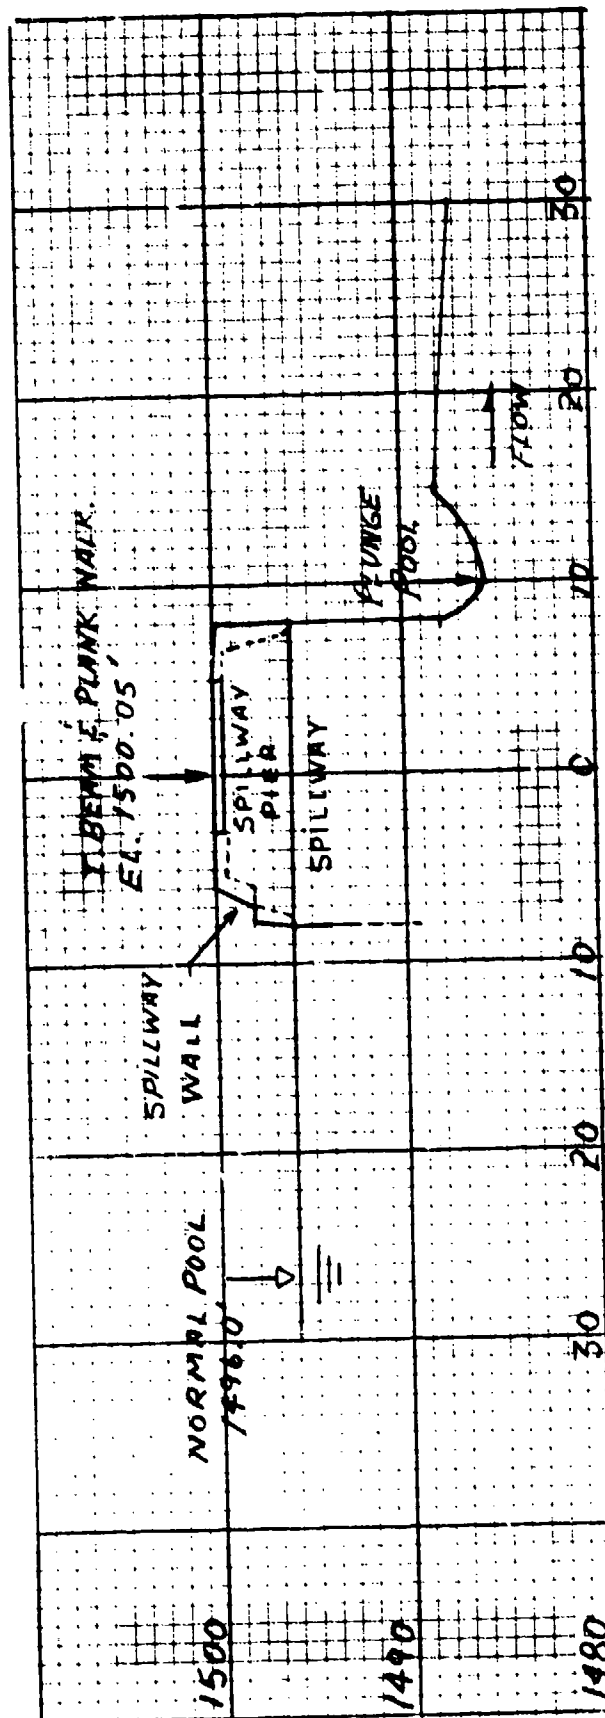 I BEAM & PLANK WALK
EL. 1500.05'
SPILLWAY
WALL
NORMAL POOL
1496.0'
SPILLWAY
PIER
SPILLWAY
PLUNGE
POOL
FLOW
1500
1490
1480
30
20
10
0
10
20
30